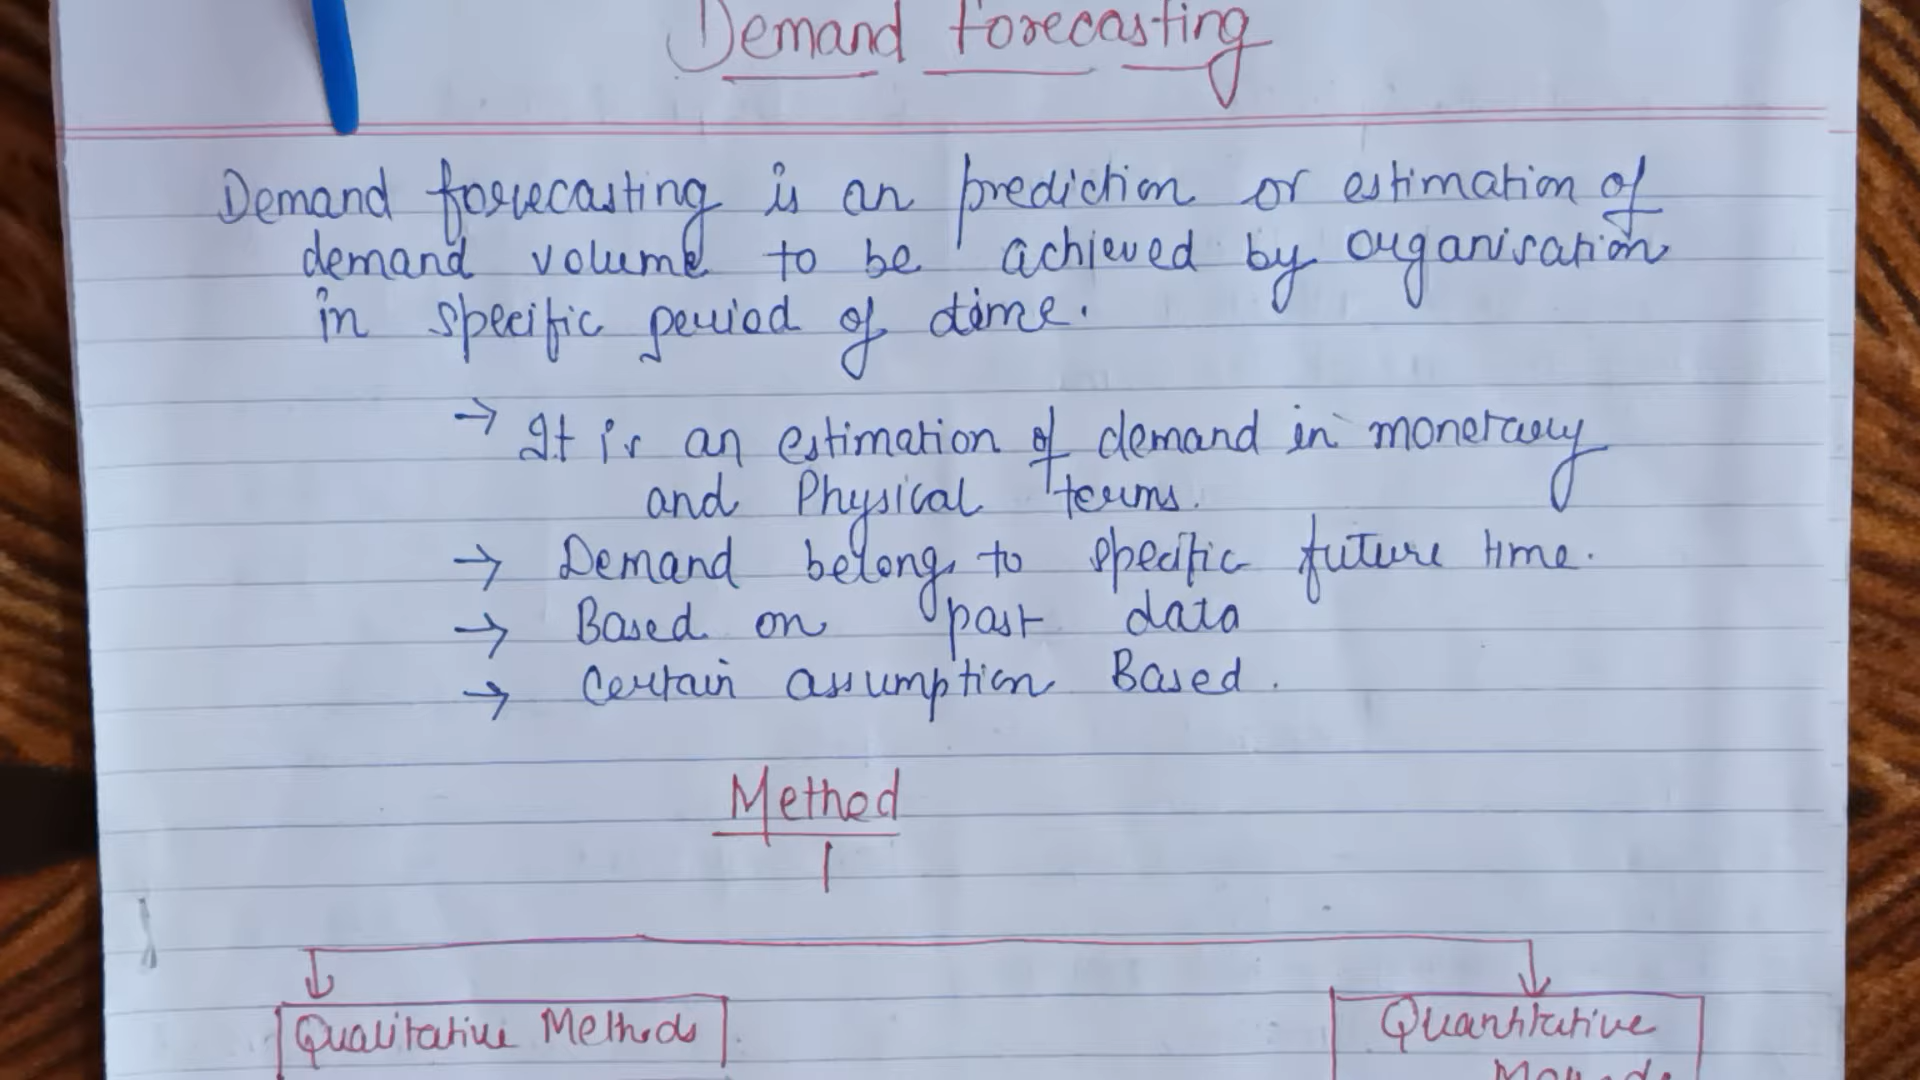 Demand Forecasting
Demand forecasting is an prediction or estimation of
demand volume to be achieved by organisation
in specific period of time.
→ It is an estimation of demand in monetary
and Physical terms.
→ Demand belong to specific future time.
→ Based on past data
→ Certain assumption Based.
Method
Qualitative Methods
Quantitative
Methods